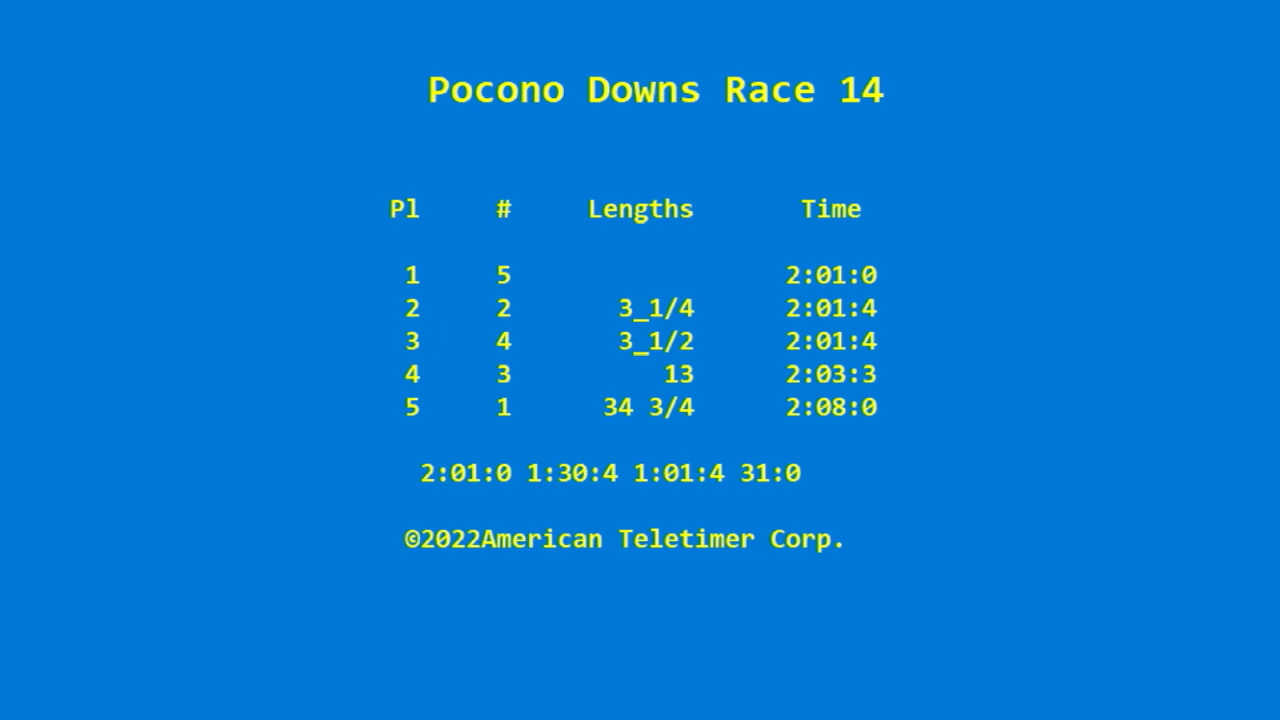 Pocono Downs Race 14
Pl # Lengths Time
1 5 2:01:0
2 2 3_1/4 2:01:4
3 4 3_1/2 2:01:4
4 3 13 2:03:3
5 1 34 3/4 2:08:0
2:01:0 1:30:4 1:01:4 31:0
©2022American Teletimer Corp.